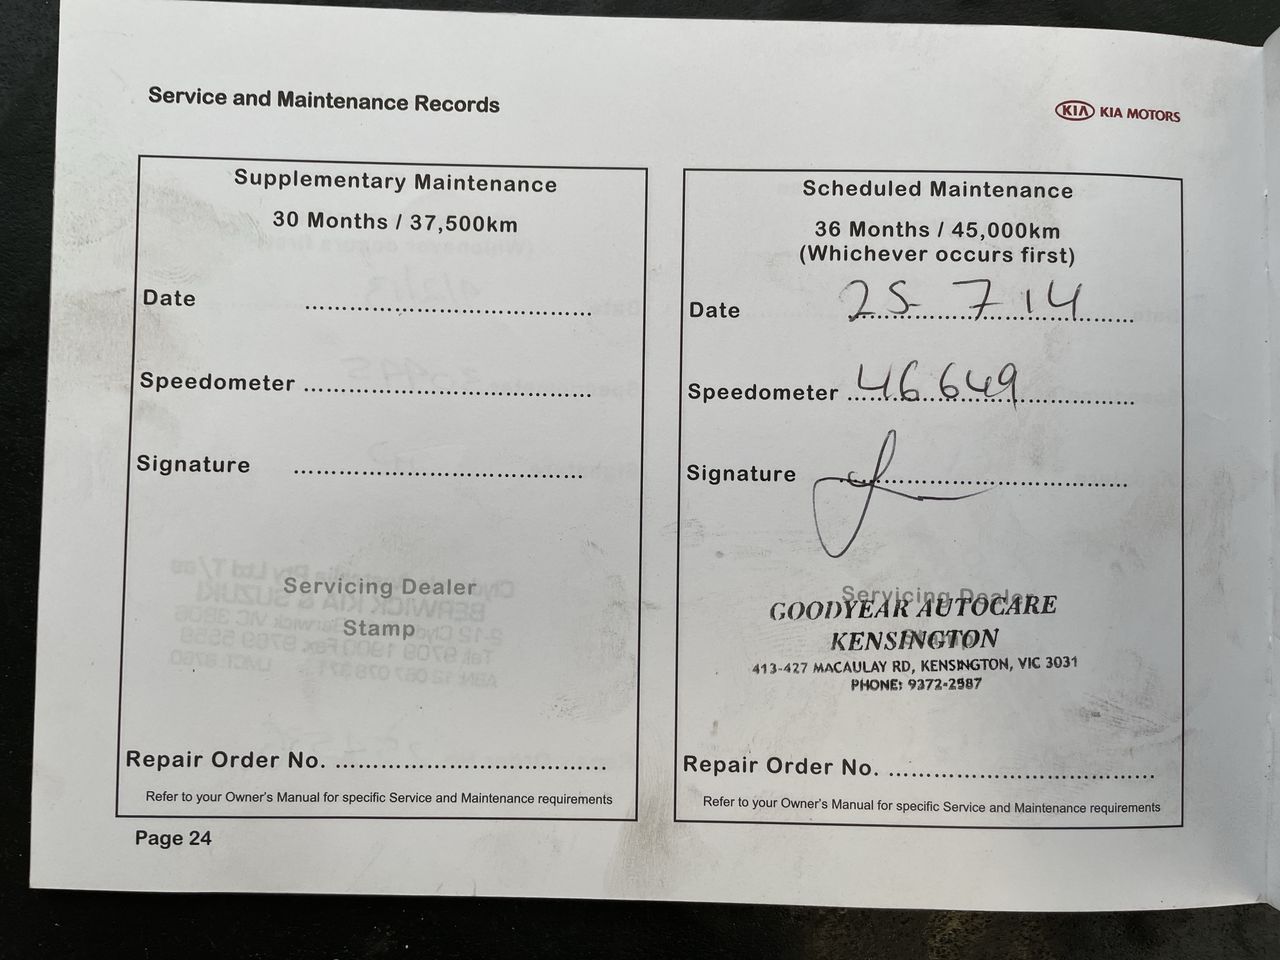 Service and Maintenance Records
KIA KIA MOTORS
Supplementary Maintenance
30 Months / 37,500km
Date ......................................
Speedometer ......................................
Signature ......................................
Servicing Dealer
Stamp
Repair Order No. ....................................
Refer to your Owner's Manual for specific Service and Maintenance requirements
Scheduled Maintenance
36 Months / 45,000km
(Whichever occurs first)
Date 25 7 14
Speedometer 46649
Signature ......................................
Servicing Dealer
GOODYEAR AUTOCARE
KENSINGTON
413-427 MACAULAY RD, KENSINGTON, VIC 3031
PHONE: 9372-2587
Repair Order No. ....................................
Refer to your Owner's Manual for specific Service and Maintenance requirements
Page 24